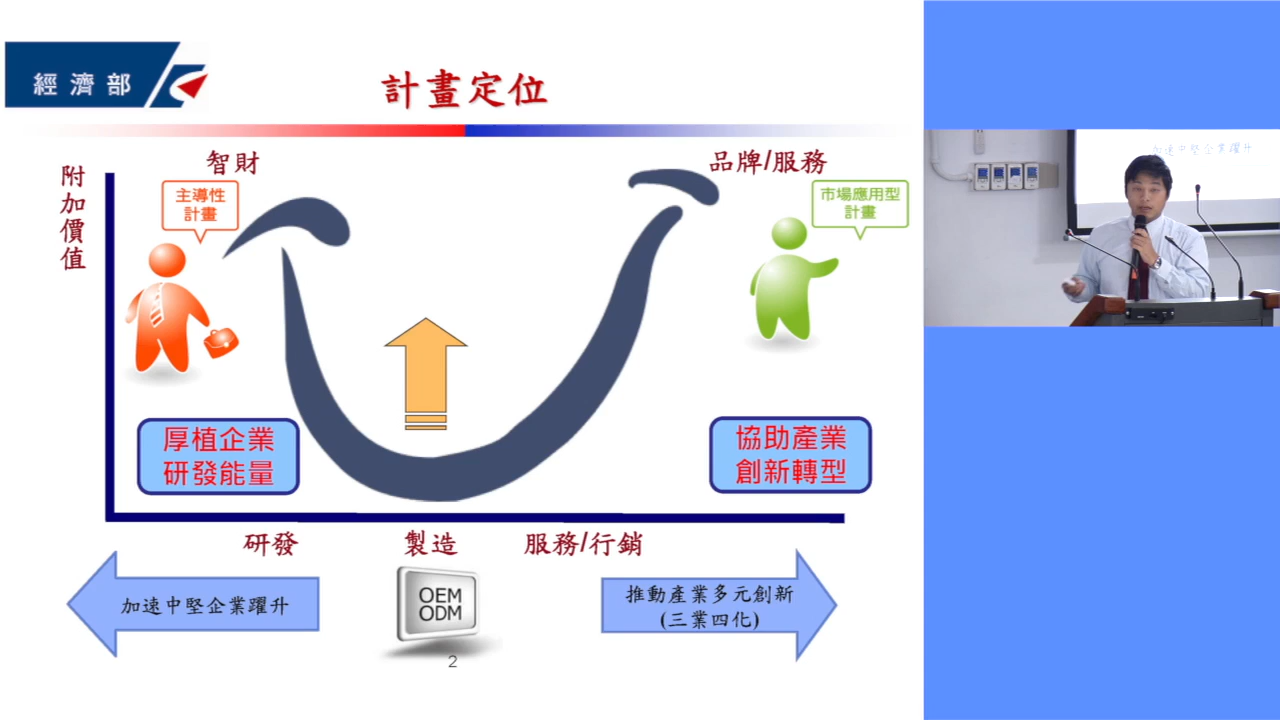 經濟部
計畫定位
附加價值
智財
品牌/服務
主導性
計畫
市場應用型
計畫
厚植企業
研發能量
協助產業
創新轉型
研發
製造
服務/行銷
加速中堅企業躍升
OEM
ODM
推動產業多元創新
(三業四化)
2
加速中堅企業躍升